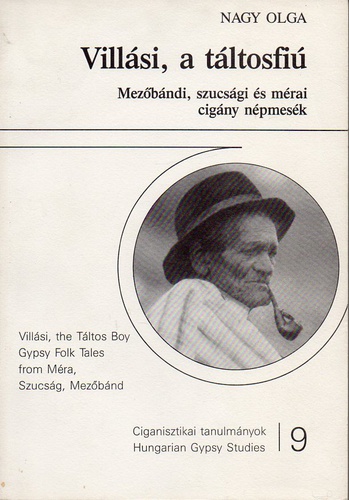 NAGY OLGA
Villási, a táltosfiú
Mezőbándi, szucsági és mérai
cigány népmesék
Villási, the Táltos Boy
Gypsy Folk Tales
from Méra,
Szucság, Mezőbánd
Ciganisztikai tanulmányok
Hungarian Gypsy Studies
9